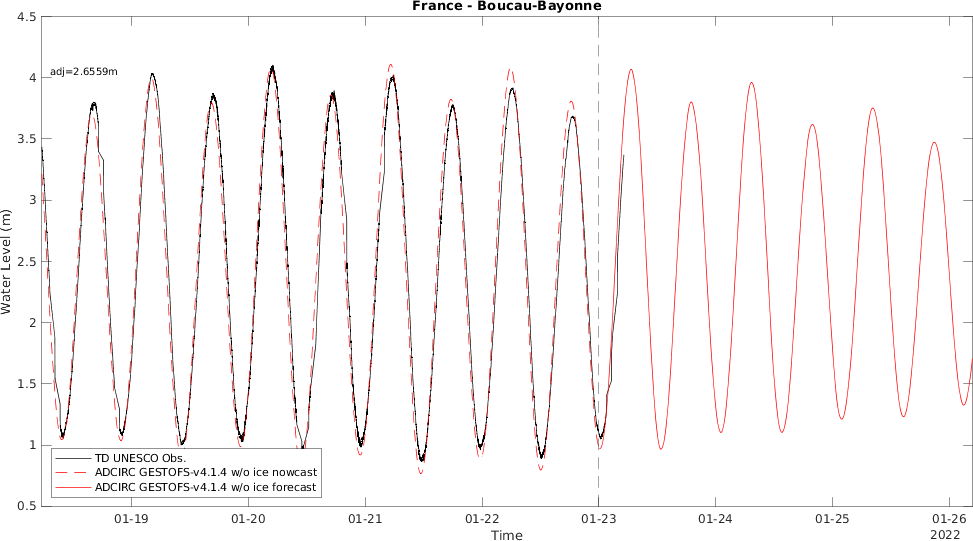 France - Boucau-Bayonne
4.5
adj=2.6559m
4
3.5
3
2.5
2
1.5
1
0.5
Water Level (m)
TD UNESCO Obs.
ADCIRC GESTOFS-v4.1.4 w/o ice nowcast
ADCIRC GESTOFS-v4.1.4 w/o ice forecast
01-19 01-20 01-21 01-22 01-23 01-24 01-25 01-26
Time
2022